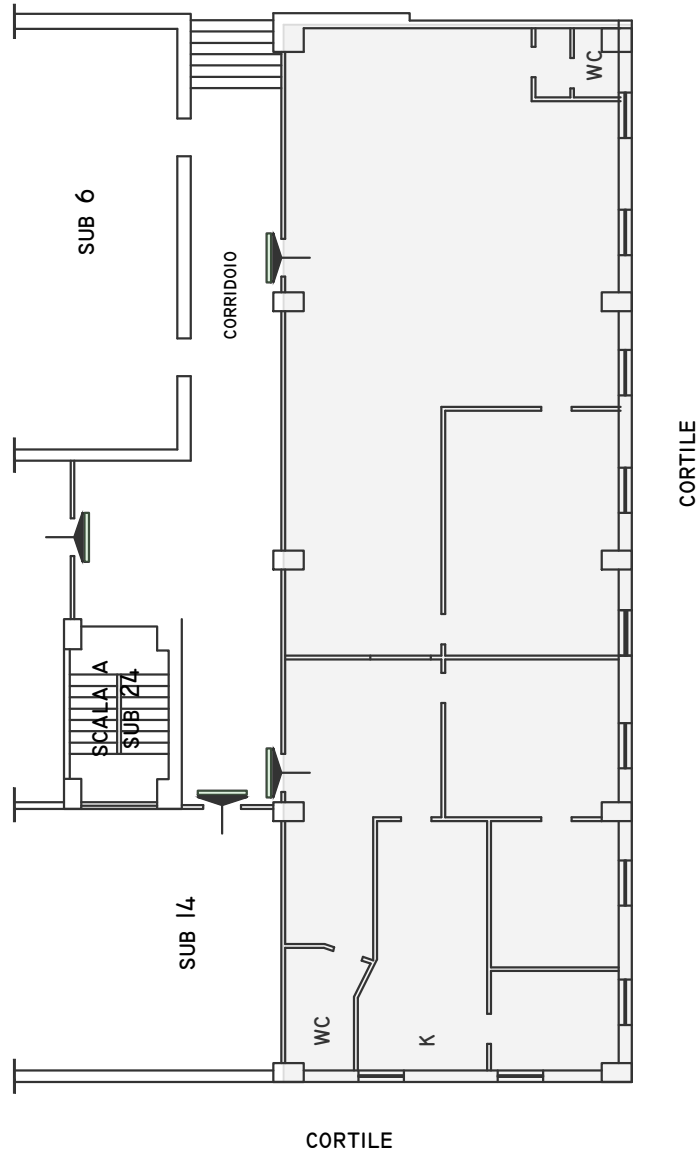 WC
SUB 6
CORRIDOIO
CORTILE
SCALA A
SUB 24
SUB 14
WC
K
CORTILE